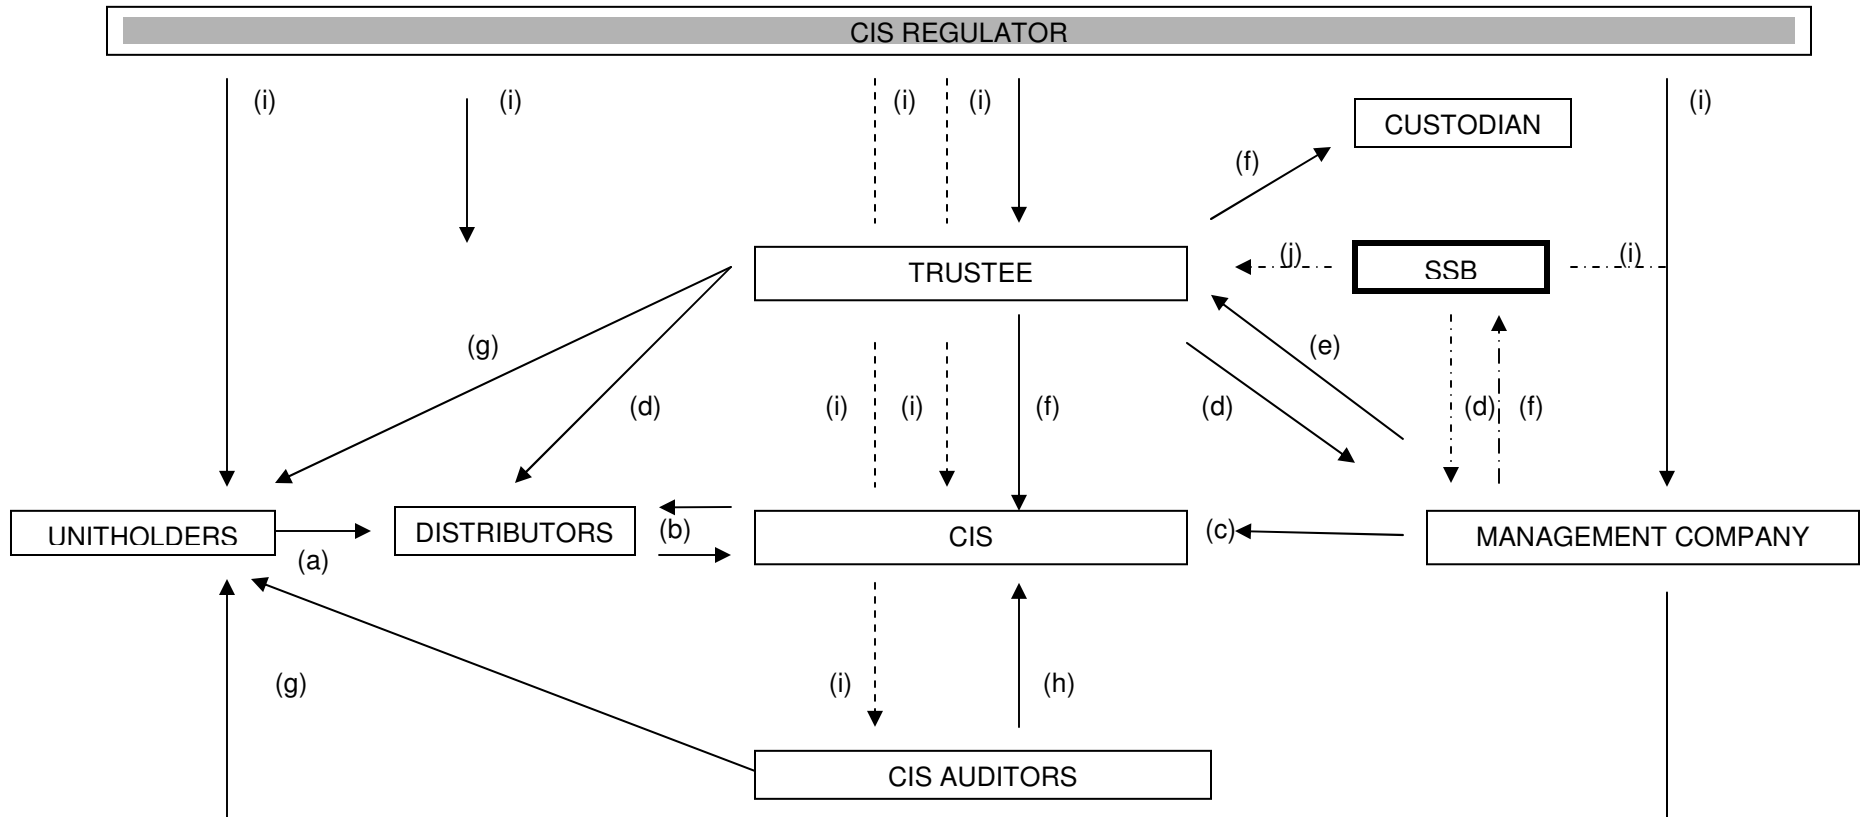 CIS REGULATOR
(i) (i) (i) (i) (i)
CUSTODIAN
(f)
TRUSTEE (j) SSB (i)
(g) (e)
(d) (i) (i) (f) (d) (d) (f)
UNITHOLDERS DISTRIBUTORS (b) CIS (c) MANAGEMENT COMPANY
(a)
(g) (i) (h)
CIS AUDITORS